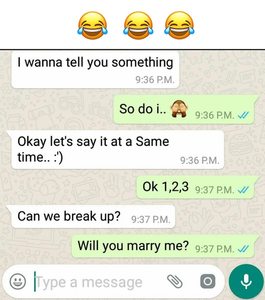 😂 😂 😂
I wanna tell you something
9:36 P.M.
So do i.. 🙈 9:36 P.M.
Okay let's say it at a Same
time.. :')
9:36 P.M.
Ok 1,2,3 9:37 P.M.
Can we break up? 9:37 P.M.
Will you marry me? 9:37 P.M.
Type a message